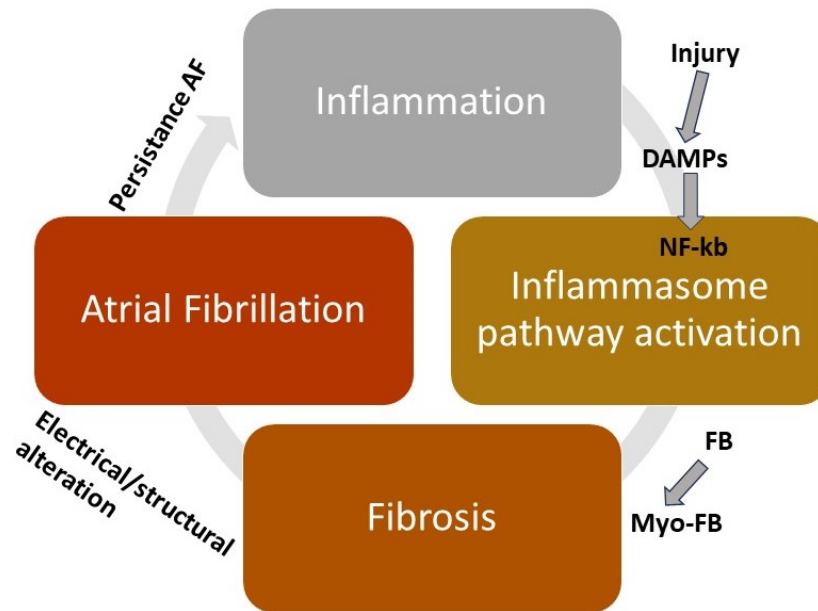 Inflammation
Injury
DAMPs
NF-kb
Inflammasome
pathway activation
FB
Myo-FB
Fibrosis
Electrical/structural
alteration
Atrial Fibrillation
Persistance AF